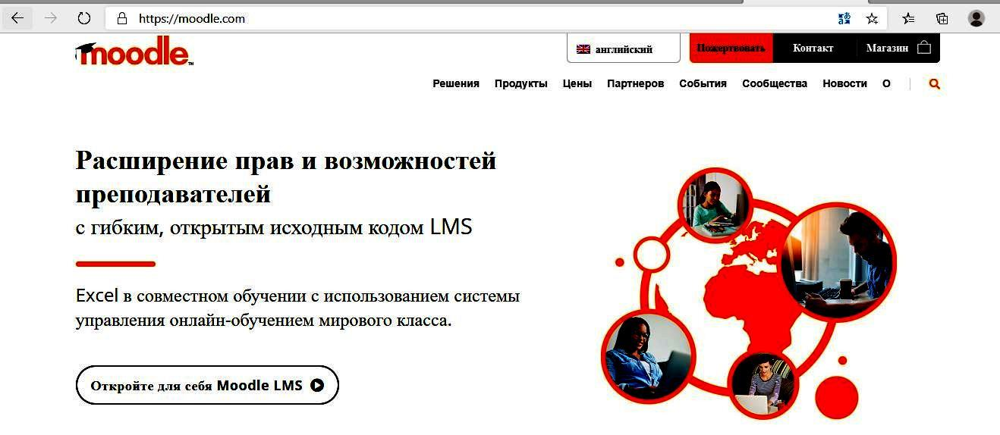 https://moodle.com
moodle™
английский
Пожертвовать
Контакт
Магазин
Решения Продукты Цены Партнеров События Сообщества Новости О
Расширение прав и возможностей
преподавателей
с гибким, открытым исходным кодом LMS
Excel в совместном обучении с использованием системы
управления онлайн-обучением мирового класса.
Откройте для себя Moodle LMS